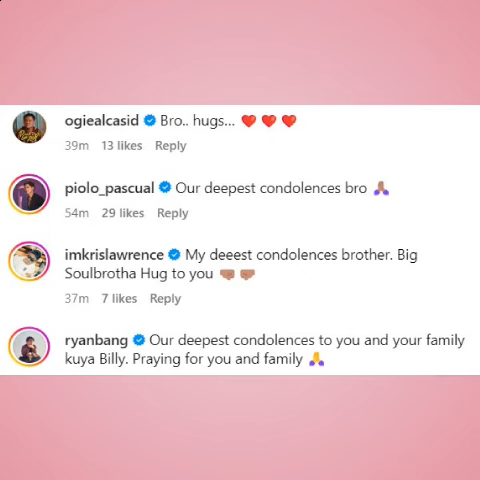 ogiealcasid Bro.. hugs... ❤️ ❤️ ❤️
39m 13 likes Reply
piolo_pascual Our deepest condolences bro 🙏🏽
54m 29 likes Reply
imkrislawrence My deeest condolences brother. Big
Soulbrotha Hug to you 🤜🏽🤛🏽
37m 7 likes Reply
ryanbang Our deepest condolences to you and your family
kuya Billy. Praying for you and family 🙏